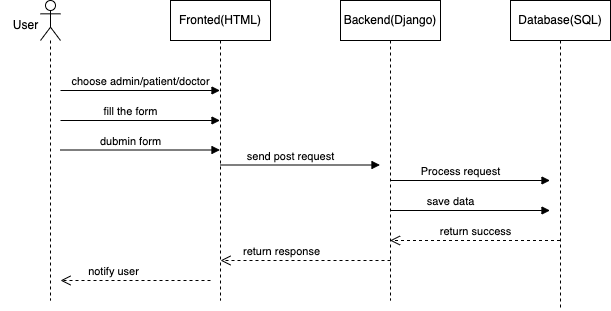 User
Fronted(HTML)
Backend(Django)
Database(SQL)
choose admin/patient/doctor
fill the form
dubmin form
send post request
Process request
save data
return success
return response
notify user